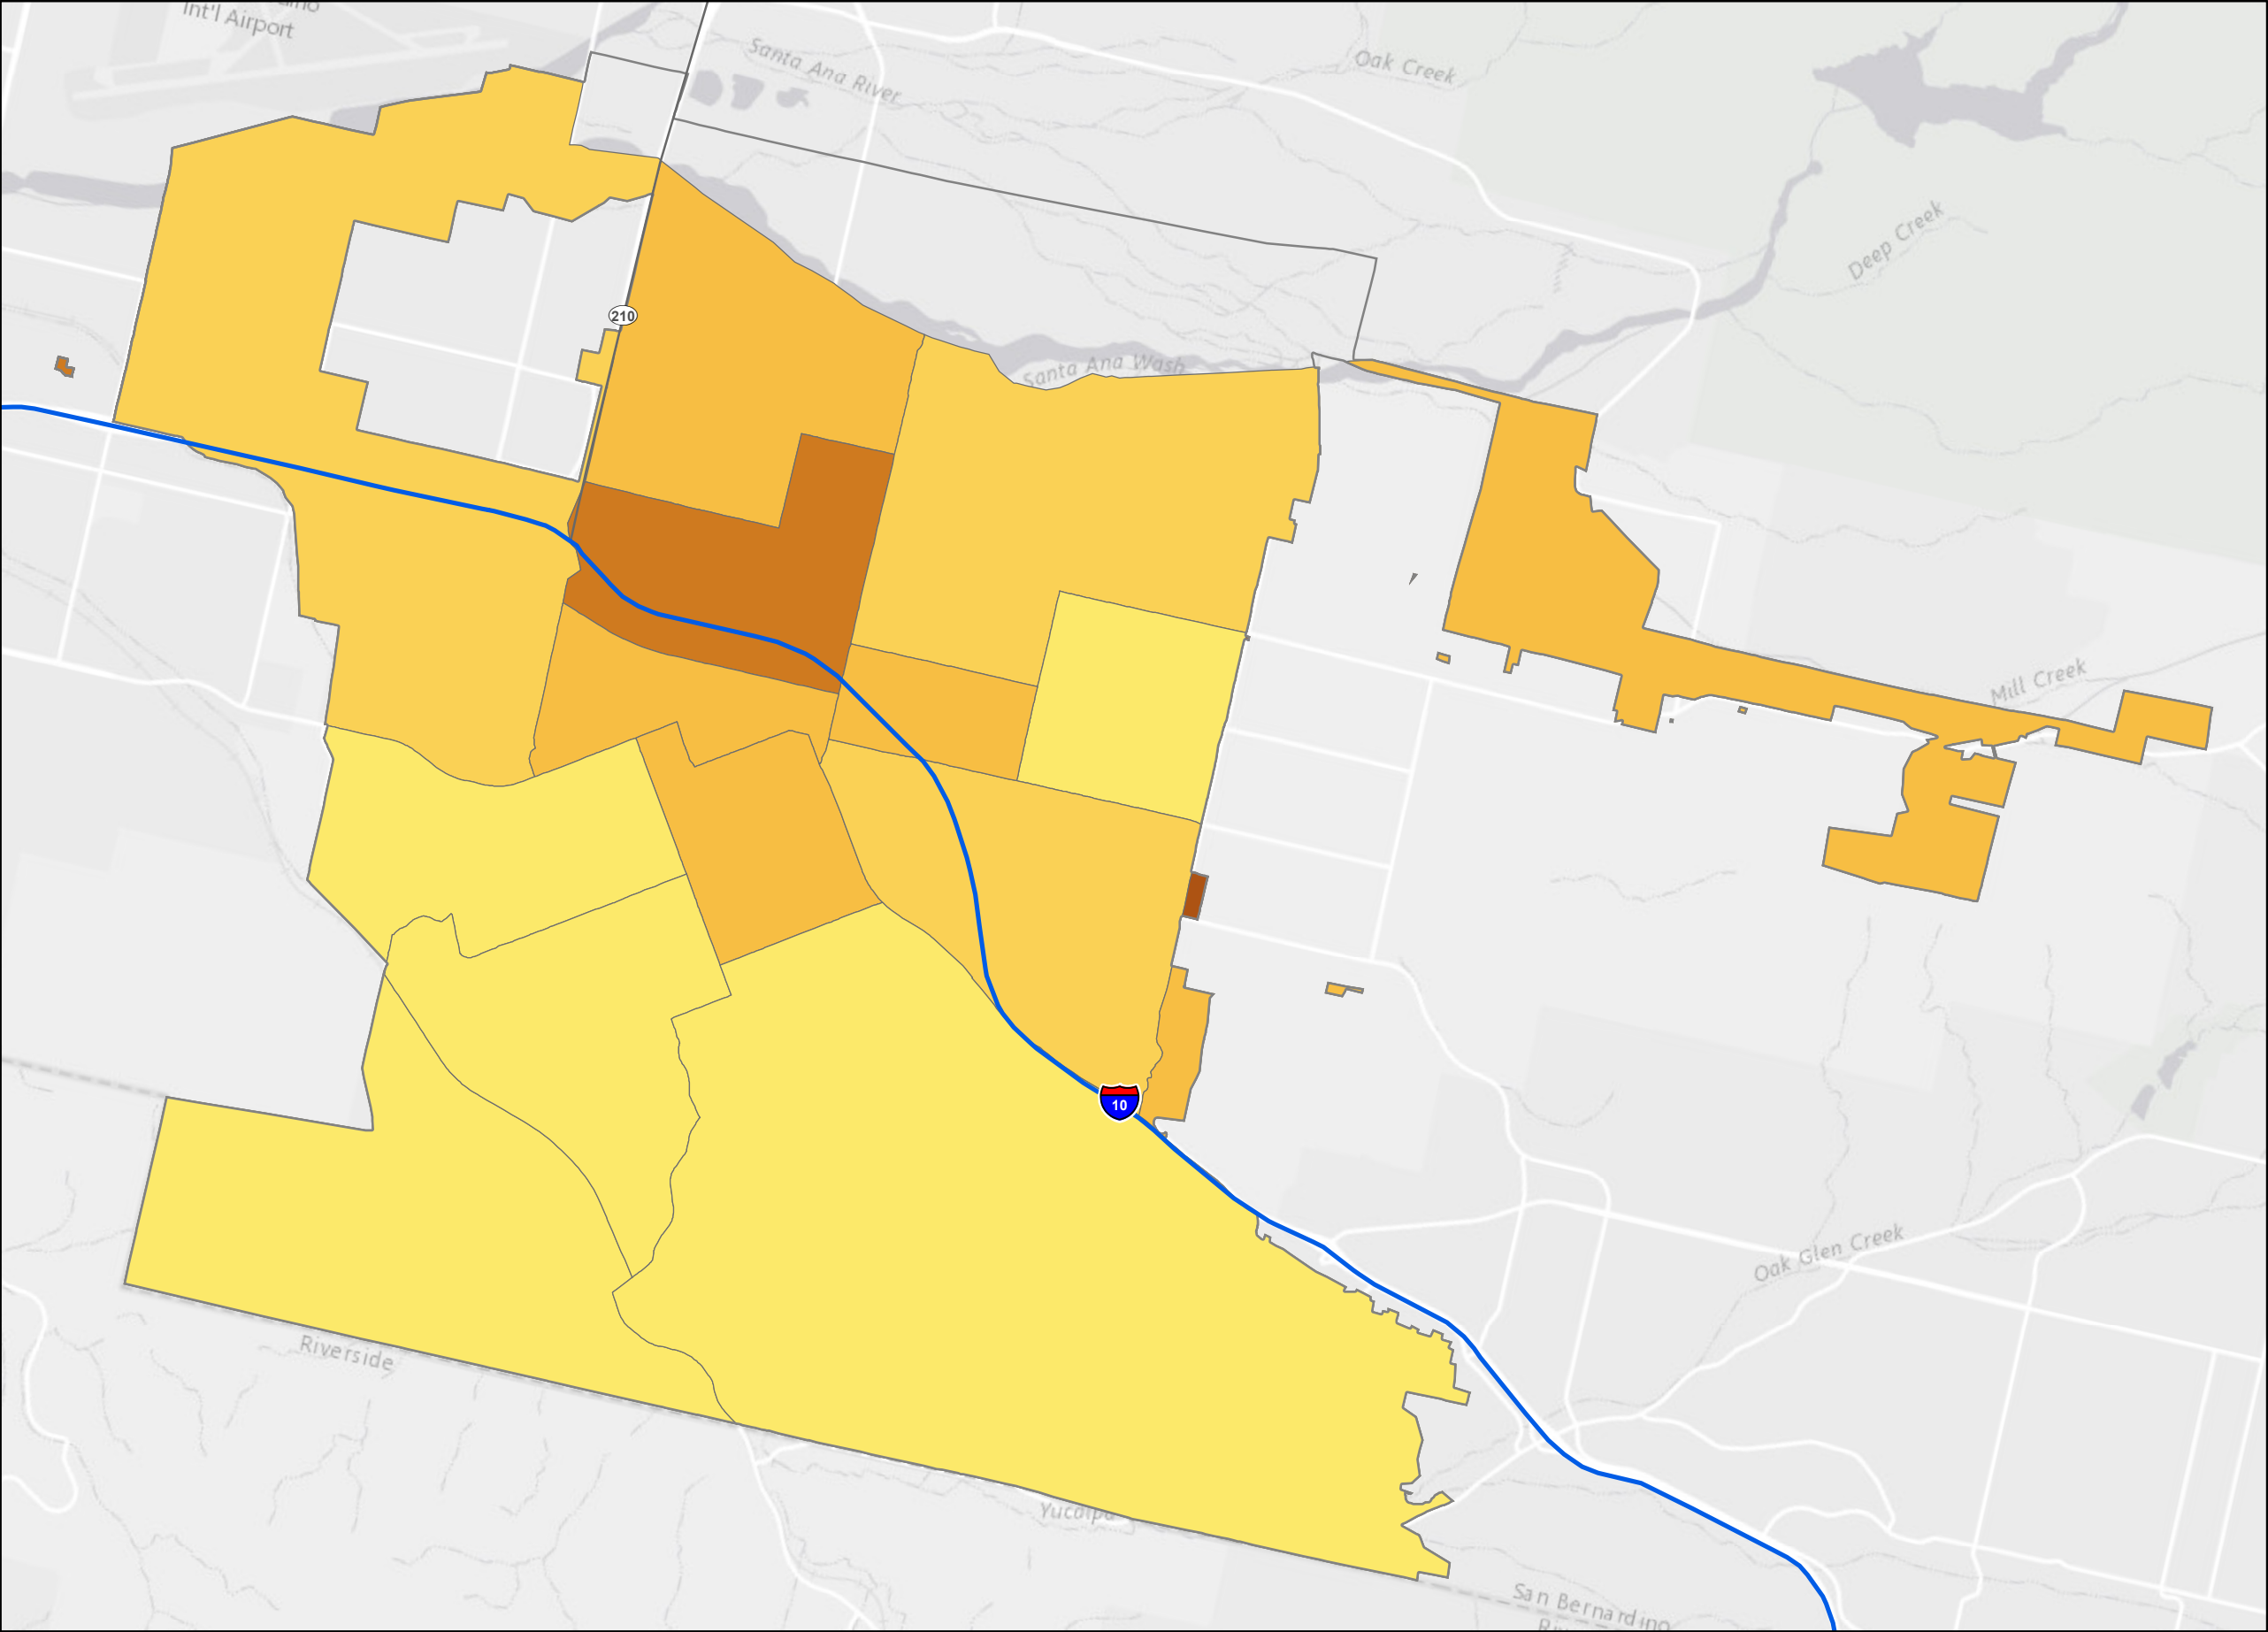 Int'l Airport
Santa Ana River
Oak Creek
Deep Creek
210
Santa Ana Wash
Mill Creek
10
Oak Glen Creek
Riverside
Yucaipa
San Bernardino